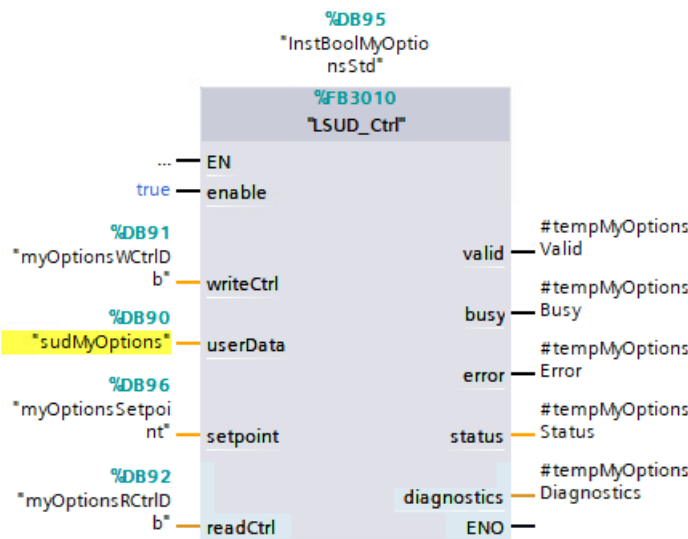 %DB95
"InstBoolMyOptio
nsStd"
%FB3010
"LSUD_Ctrl"
... EN
true enable
%DB91
"myOptionsWCtrlD
b" writeCtrl
%DB90
"sudMyOptions" userData
%DB96
"myOptionsSetpoi
nt" setpoint
%DB92
"myOptionsRCtrlD
b" readCtrl
#tempMyOptions
valid Valid
#tempMyOptions
busy Busy
#tempMyOptions
error Error
#tempMyOptions
status Status
#tempMyOptions
diagnostics Diagnostics
ENO